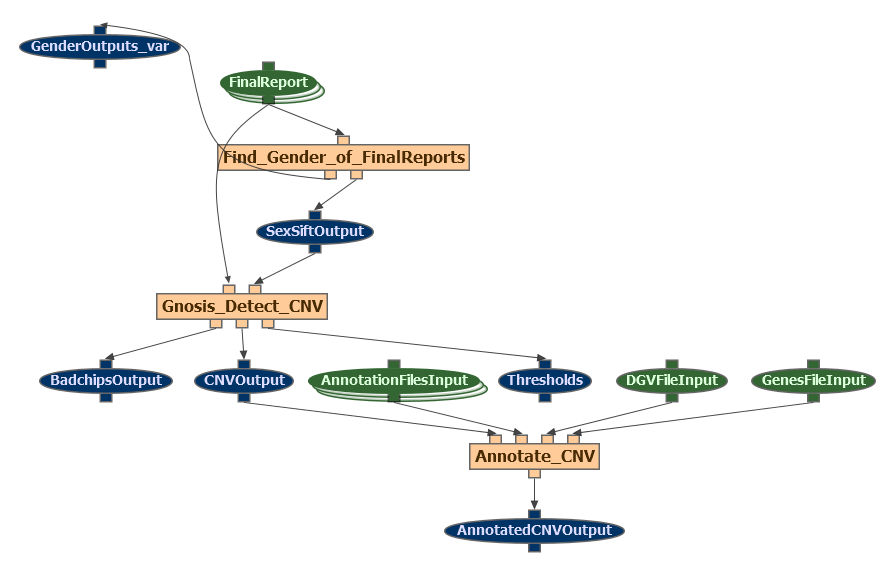 GenderOutputs_var
FinalReport
Find_Gender_of_FinalReports
SexSiftOutput
Gnosis_Detect_CNV
BadchipsOutput
CNVOutput
AnnotationFilesInput
Thresholds
DGVFileInput
GenesFileInput
Annotate_CNV
AnnotatedCNVOutput